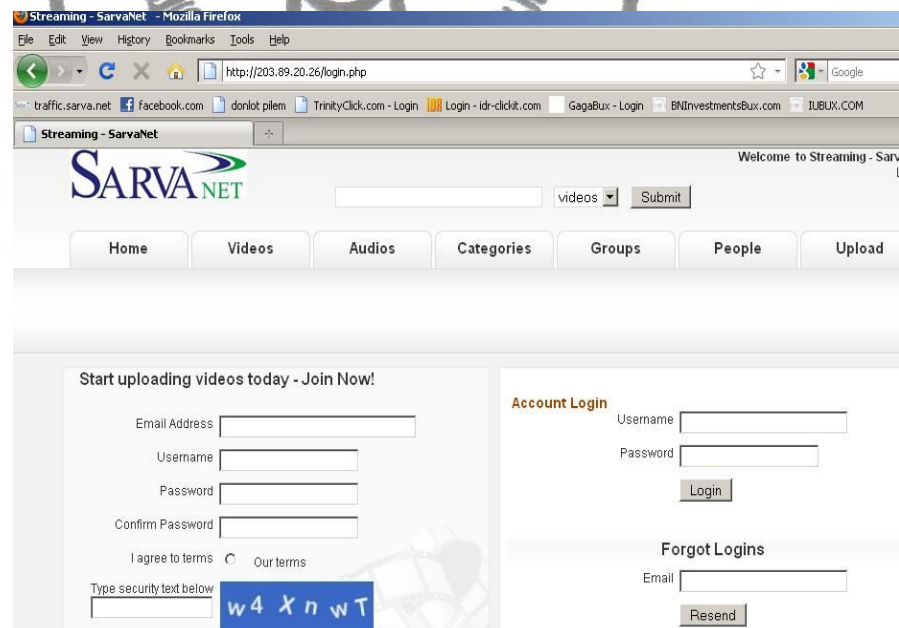 Streaming - SarvaNet - Mozilla Firefox
File Edit View History Bookmarks Tools Help
http://203.89.20.26/login.php Google
traffic.sarva.net facebook.com donlot pilem TrinityClick.com - Login Login - idr-clickit.com GagaBux - Login BNIInvestmentsBux.com IUBUX.COM
Streaming - SarvaNet
Welcome to Streaming - Sarv
SARVA NET
videos Submit
Home Videos Audios Categories Groups People Upload
Start uploading videos today - Join Now!
Email Address
Username
Password
Confirm Password
I agree to terms Our terms
Type security text below
w4 X n wT
Account Login
Username
Password
Login
Forgot Logins
Email
Resend